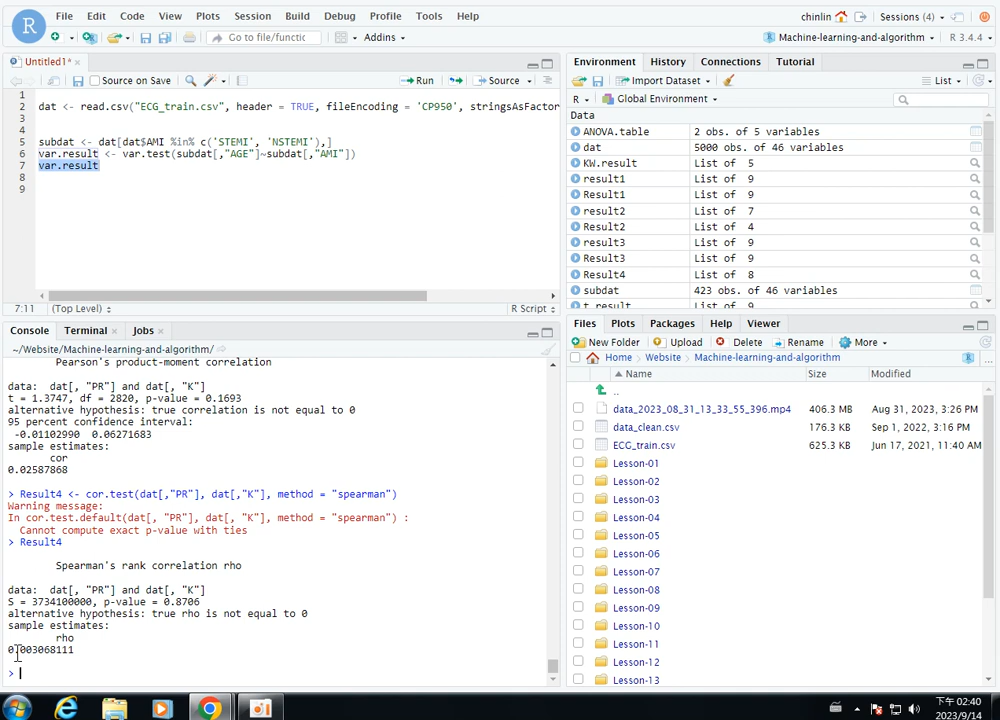 File Edit Code View Plots Session Build Debug Profile Tools Help
chinlin Sessions (4)
Go to file/functic Addins
Machine-learning-and-algorithm R 3.4.4
Untitled1*
Source on Save Run Source
1
2 dat <- read.csv("ECG_train.csv", header = TRUE, fileEncoding = 'CP950', stringsAsFactor
3
4
5 subdat <- dat[dat$AMI %in% c('STEMI', 'NSTEMI'),]
6 var.result <- var.test(subdat[,"AGE"]~subdat[,"AMI"])
7 var.result
8
9
7:11 (Top Level) R Script
Console Terminal Jobs
~/Website/Machine-learning-and-algorithm/
Pearson's product-moment correlation
data: dat[, "PR"] and dat[, "K"]
t = 1.3747, df = 2820, p-value = 0.1693
alternative hypothesis: true correlation is not equal to 0
95 percent confidence interval:
-0.01102990 0.06271683
sample estimates:
cor
0.02587868
> Result4 <- cor.test(dat[,"PR"], dat[,"K"], method = "spearman")
Warning message:
In cor.test.default(dat[, "PR"], dat[, "K"], method = "spearman") :
Cannot compute exact p-value with ties
> Result4
Spearman's rank correlation rho
data: dat[, "PR"] and dat[, "K"]
S = 3734100000, p-value = 0.8706
alternative hypothesis: true rho is not equal to 0
sample estimates:
rho
0.003068111
>
Environment History Connections Tutorial
Import Dataset List
R Global Environment
Data
ANOVA.table 2 obs. of 5 variables
dat 5000 obs. of 46 variables
KW.result List of 5
result1 List of 9
Result1 List of 9
result2 List of 7
Result2 List of 4
result3 List of 9
Result3 List of 9
Result4 List of 8
subdat 423 obs. of 46 variables
t.result List of 9
Files Plots Packages Help Viewer
New Folder Upload Delete Rename More
Home Website Machine-learning-and-algorithm
Name Size Modified
..
data_2023_08_31_13_33_55_396.mp4 406.3 MB Aug 31, 2023, 3:26 PM
data_clean.csv 176.3 KB Sep 1, 2022, 3:16 PM
ECG_train.csv 625.3 KB Jun 17, 2021, 11:40 AM
Lesson-01
Lesson-02
Lesson-03
Lesson-04
Lesson-05
Lesson-06
Lesson-07
Lesson-08
Lesson-09
Lesson-10
Lesson-11
Lesson-12
Lesson-13
下午 02:40
2023/9/14